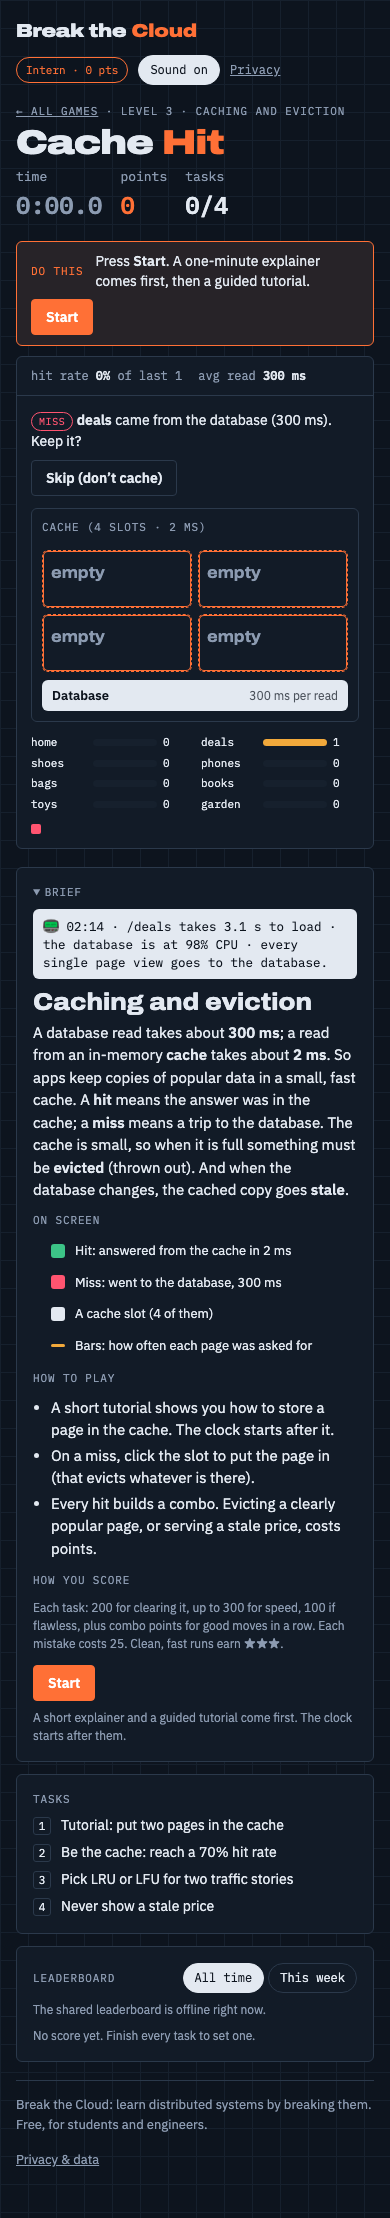 Break the Cloud
Intern · 0 pts
Sound on
Privacy
← ALL GAMES · LEVEL 3 · CACHING AND EVICTION
Cache Hit
time points tasks
0:00.0 0 0/4
DO THIS
Press Start. A one-minute explainer
comes first, then a guided tutorial.
Start
hit rate 0% of last 1 avg read 300 ms
MISS deals came from the database (300 ms).
Keep it?
Skip (don’t cache)
CACHE (4 SLOTS · 2 MS)
empty empty
empty empty
Database 300 ms per read
home 0 deals 1
shoes 0 phones 0
bags 0 books 0
toys 0 garden 0
▼ BRIEF
02:14 · /deals takes 3.1 s to load ·
the database is at 98% CPU · every
single page view goes to the database.
Caching and eviction
A database read takes about 300 ms; a read
from an in-memory cache takes about 2 ms. So
apps keep copies of popular data in a small, fast
cache. A hit means the answer was in the
cache; a miss means a trip to the database. The
cache is small, so when it is full something must
be evicted (thrown out). And when the
database changes, the cached copy goes stale.
ON SCREEN
Hit: answered from the cache in 2 ms
Miss: went to the database, 300 ms
A cache slot (4 of them)
Bars: how often each page was asked for
HOW TO PLAY
• A short tutorial shows you how to store a
page in the cache. The clock starts after it.
• On a miss, click the slot to put the page in
(that evicts whatever is there).
• Every hit builds a combo. Evicting a clearly
popular page, or serving a stale price, costs
points.
HOW YOU SCORE
Each task: 200 for clearing it, up to 300 for speed, 100 if
flawless, plus combo points for good moves in a row. Each
mistake costs 25. Clean, fast runs earn ★★★.
Start
A short explainer and a guided tutorial come first. The clock
starts after them.
TASKS
1 Tutorial: put two pages in the cache
2 Be the cache: reach a 70% hit rate
3 Pick LRU or LFU for two traffic stories
4 Never show a stale price
LEADERBOARD
All time
This week
The shared leaderboard is offline right now.
No score yet. Finish every task to set one.
Break the Cloud: learn distributed systems by breaking them.
Free, for students and engineers.
Privacy & data